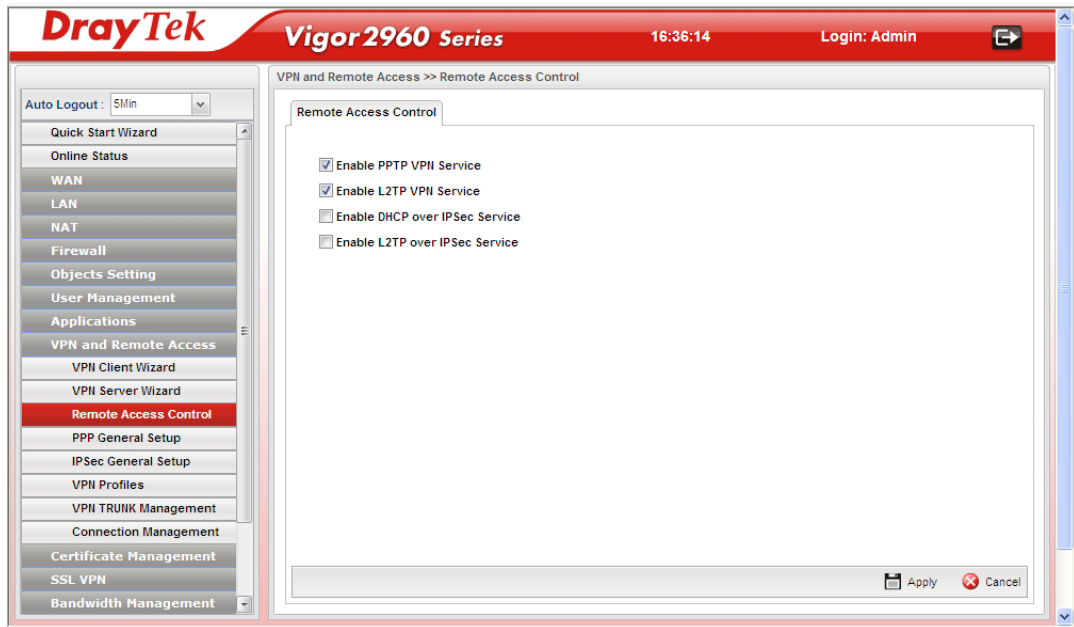 DrayTek
Vigor2960 Series
16:36:14
Login: Admin
Auto Logout : 5Min
Quick Start Wizard
Online Status
WAN
LAN
NAT
Firewall
Objects Setting
User Management
Applications
VPN and Remote Access
VPN Client Wizard
VPN Server Wizard
Remote Access Control
PPP General Setup
IPSec General Setup
VPN Profiles
VPN TRUNK Management
Connection Management
Certificate Management
SSL VPN
Bandwidth Management
VPN and Remote Access >> Remote Access Control
Remote Access Control
Enable PPTP VPN Service
Enable L2TP VPN Service
Enable DHCP over IPSec Service
Enable L2TP over IPSec Service
Apply
Cancel